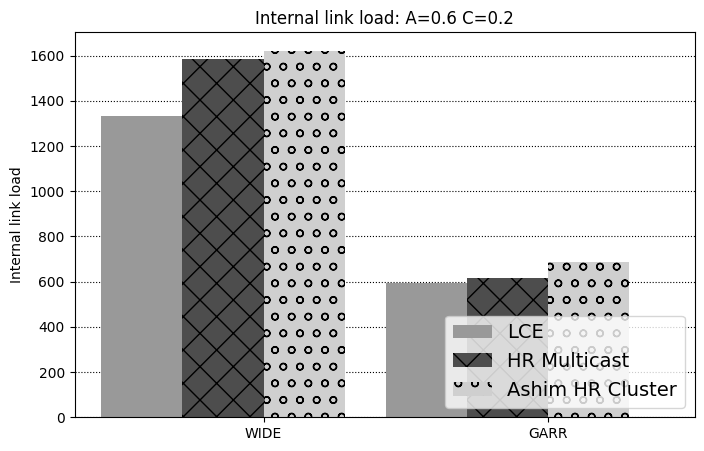 Internal link load: A=0.6 C=0.2
1600
1400
1200
1000
800
600
400
200
0
Internal link load
LCE
HR Multicast
Ashim HR Cluster
WIDE
GARR